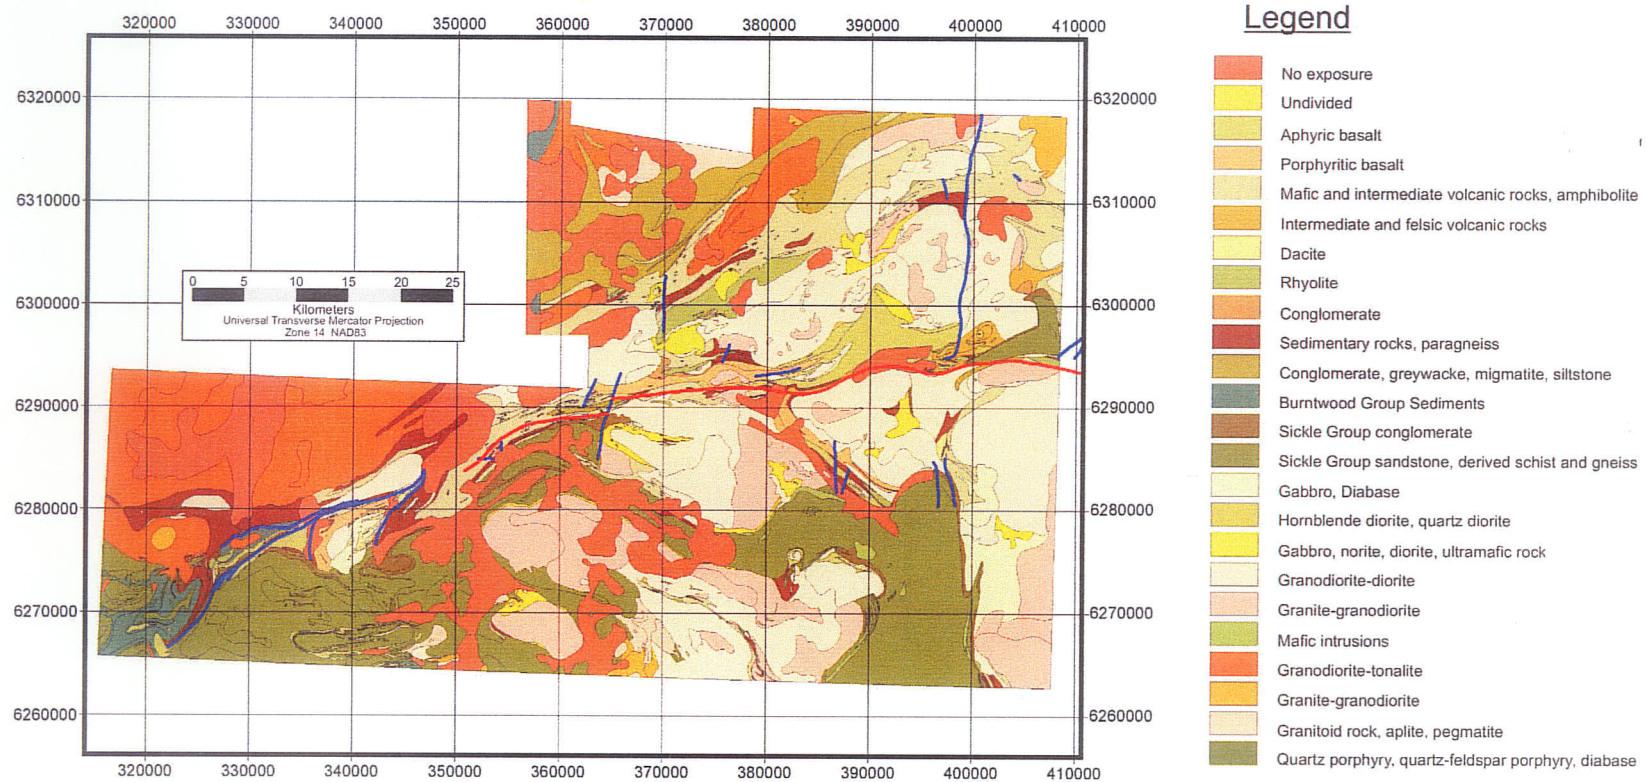 320000 330000 340000 350000 360000 370000 380000 390000 400000 410000
Legend
No exposure
Undivided
Aphyric basalt
Porphyritic basalt
Mafic and intermediate volcanic rocks, amphibolite
Intermediate and felsic volcanic rocks
Dacite
Rhyolite
Conglomerate
Sedimentary rocks, paragneiss
Conglomerate, greywacke, migmatite, siltstone
Burntwood Group Sediments
Sickle Group conglomerate
Sickle Group sandstone, derived schist and gneiss
Gabbro, Diabase
Hornblende diorite, quartz diorite
Gabbro, norite, diorite, ultramafic rock
Granodiorite-diorite
Granite-granodiorite
Mafic intrusions
Granodiorite-tonalite
Granite-granodiorite
Granitoid rock, aplite, pegmatite
Quartz porphyry, quartz-feldspar porphyry, diabase
6320000 6320000
6310000 6310000
0 5 10 15 20 25
Kilometers
Universal Transverse Mercator Projection
Zone 14 NAD83
6300000 6300000
6290000 6290000
6280000 6280000
6270000 6270000
6260000 6260000
320000 330000 340000 350000 360000 370000 380000 390000 400000 410000